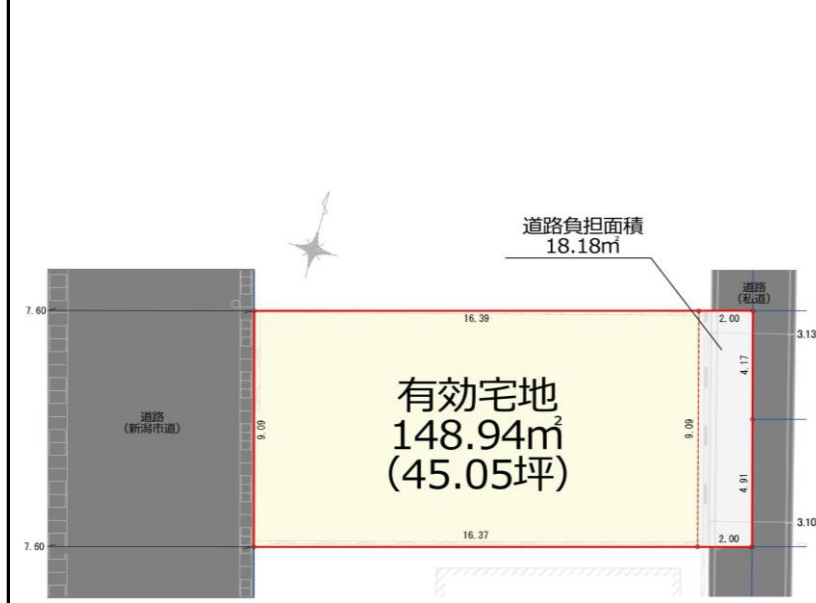 道路負担面積
18.18㎡
道路
(私道)
7.60
16.39
2.00
3.13
4.17
有効宅地
148.94㎡
(45.05坪)
道路
(新潟市道)
9.09
9.09
4.91
3.10
16.37
2.00
7.60